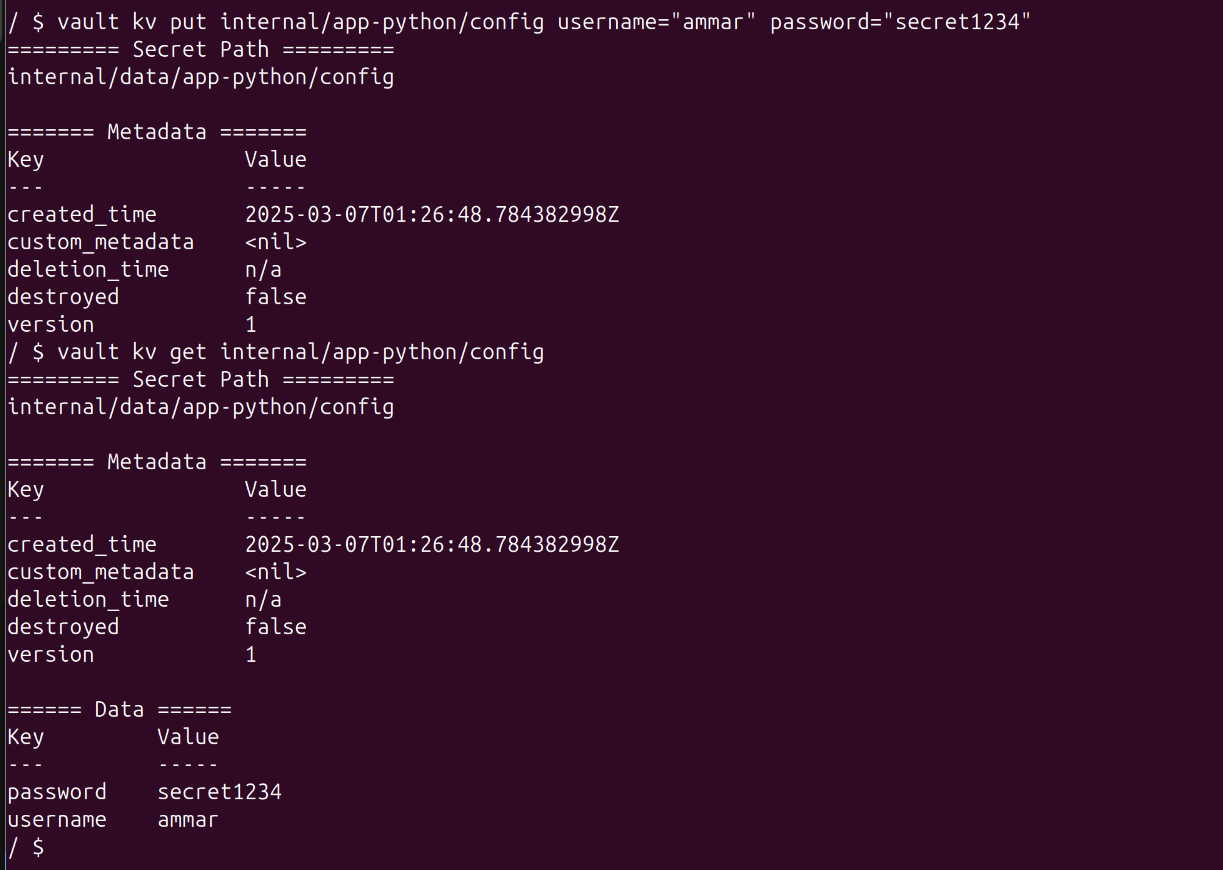 / $ vault kv put internal/app-python/config username="ammar" password="secret1234"
========= Secret Path =========
internal/data/app-python/config

======= Metadata =======
Key                Value
---                -----
created_time       2025-03-07T01:26:48.784382998Z
custom_metadata    <nil>
deletion_time      n/a
destroyed          false
version            1
/ $ vault kv get internal/app-python/config
========= Secret Path =========
internal/data/app-python/config

======= Metadata =======
Key                Value
---                -----
created_time       2025-03-07T01:26:48.784382998Z
custom_metadata    <nil>
deletion_time      n/a
destroyed          false
version            1

====== Data ======
Key         Value
---         -----
password    secret1234
username    ammar
/ $